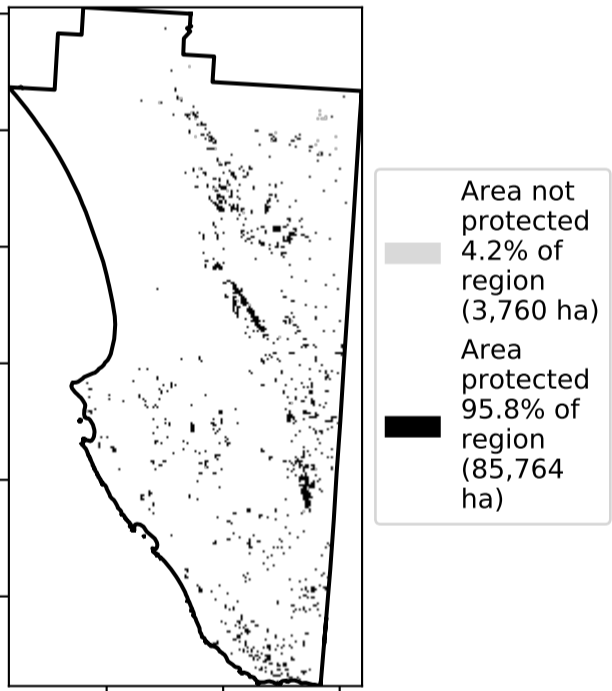 Area not
protected
4.2% of
region
(3,760 ha)
Area
protected
95.8% of
region
(85,764
ha)